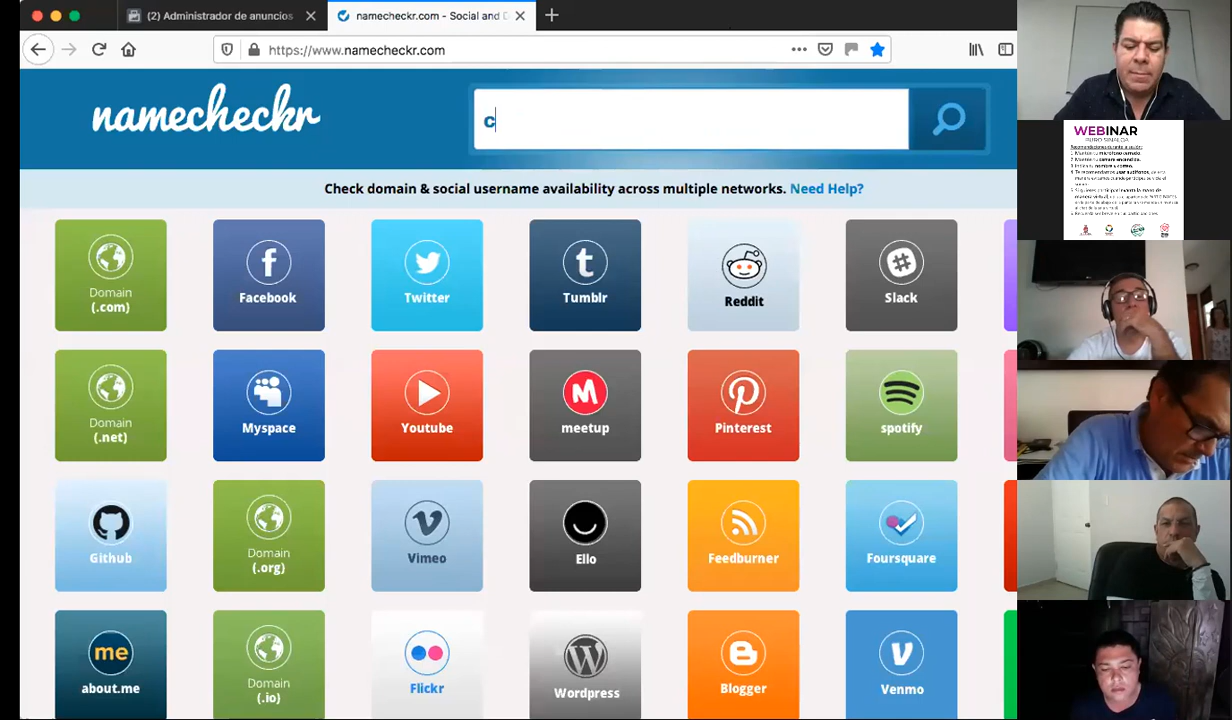 (2) Administrador de anuncios
namecheckr.com - Social and D
https://www.namecheckr.com
namecheckr
c
Check domain & social username availability across multiple networks. Need Help?
Domain
(.com)
Facebook
Twitter
Tumblr
Reddit
Slack
Domain
(.net)
Myspace
Youtube
meetup
Pinterest
spotify
Github
Domain
(.org)
Vimeo
Ello
Feedburner
Foursquare
me
about.me
Domain
(.io)
Flickr
Wordpress
Blogger
Venmo
WEBINAR